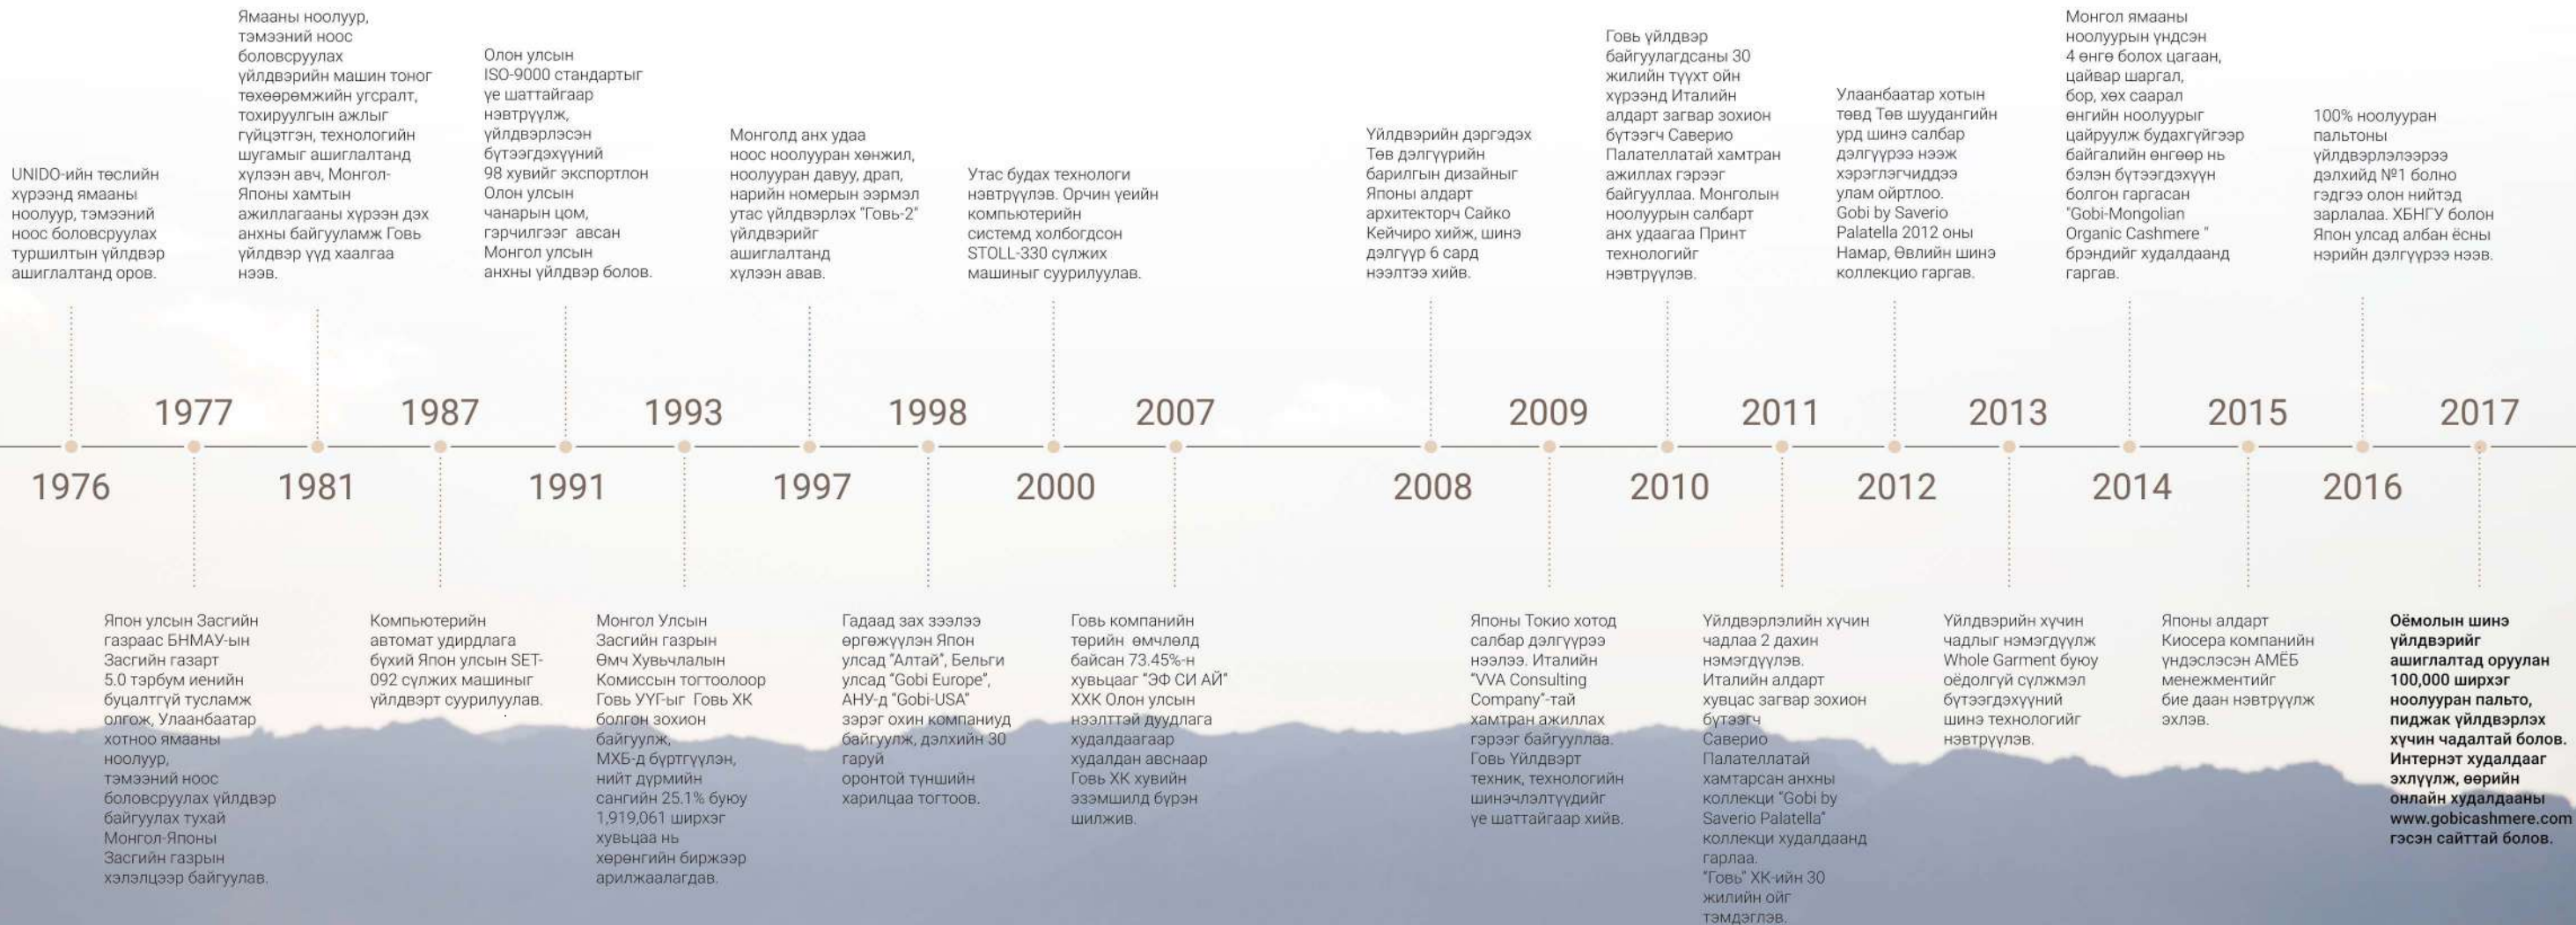 UNIDO-ийн төслийн
хүрээнд ямааны
ноолуур, тэмээний
ноос боловсруулах
туршилтын үйлдвэр
ашиглалтанд оров.
1976
1977
Япон улсын Засгийн
газраас БНМАУ-ын
Засгийн газарт
5.0 тэрбум иенийн
буцалтгүй тусламж
олгож, Улаанбаатар
хотноо ямааны
ноолуур,
тэмээний ноос
боловсруулах үйлдвэр
байгуулах тухай
Монгол-Японы
Засгийн газрын
хэлэлцээр байгуулав.
Ямааны ноолуур,
тэмээний ноос
боловсруулах
үйлдвэрийн машин тоног
төхөөрөмжийн угсралт,
тохируулгын ажлыг
гүйцэтгэн, технологийн
шугамыг ашиглалтанд
хүлээн авч, Монгол-
Японы хамтын
ажиллагааны хүрээн дэх
анхны байгууламж Говь
үйлдвэр үүд хаалгаа
нээв.
1981
1987
Компьютерийн
автомат удирдлага
бүхий Япон улсын SET-
092 сүлжих машиныг
үйлдвэрт суурилуулав.
Олон улсын
ISO-9000 стандартыг
үе шаттайгаар
нэвтрүүлж,
үйлдвэрлэсэн
бүтээгдэхүүний
98 хувийг экспортлон
Олон улсын
чанарын цом,
гэрчилгээг авсан
Монгол улсын
анхны үйлдвэр болов.
1991
1993
Монгол Улсын
Засгийн газрын
Өмч Хувьчлалын
Комиссын тогтоолоор
Говь УҮГ-ыг Говь ХК
болгон зохион
байгуулж,
МХБ-д бүртгүүлэн,
нийт дүрмийн
сангийн 25.1% буюу
1,919,061 ширхэг
хувьцаа нь
хөрөнгийн биржээр
арилжаалагдав.
Монголд анх удаа
ноос ноолууран хөнжил,
ноолууран даавуу, драп,
нарийн номерын ээрмэл
утас үйлдвэрлэх "Говь-2"
үйлдвэрийг
ашиглалтанд
хүлээн авав.
1997
1998
Гадаад зах зээлээ
өргөжүүлэн Япон
улсад "Алтай", Бельги
улсад "Gobi Europe",
АНУ-д "Gobi-USA"
зэрэг охин компаниуд
байгуулж, дэлхийн 30
гаруй
оронтой түншийн
харилцаа тогтоов.
Утас будах технологи
нэвтрүүлэв. Орчин үеийн
компьютерийн
системд холбогдсон
STOLL-330 сүлжих
машиныг суурилуулав.
2000
2007
Говь компанийн
төрийн өмчлөлд
байсан 73.45%-н
хувьцааг "ЭФ СИ АЙ"
ХХК Олон улсын
нээлттэй дуудлага
худалдаагаар
худалдан авснаар
Говь ХК хувийн
эзэмшилд бүрэн
шилжив.
Үйлдвэрийн дэргэдэх
Төв дэлгүүрийн
барилгын дизайныг
Японы алдарт
архитекторч Сайко
Кейчиро хийж, шинэ
дэлгүүр 6 сард
нээлтээ хийв.
2008
2009
Японы Токио хотод
салбар дэлгүүрээ
нээлээ. Италийн
"VVA Consulting
Company"-тай
хамтран ажиллах
гэрээг байгууллаа.
Говь Үйлдвэрт
техник, технологийн
шинэчлэлтүүдийг
үе шаттайгаар хийв.
Говь үйлдвэр
байгуулагдсаны 30
жилийн түүхт ойн
хүрээнд Италийн
алдарт загвар зохион
бүтээгч Саверио
Палателлатай хамтран
ажиллах гэрээг
байгууллаа. Монголын
ноолуурын салбарт
анх удаагаа Принт
технологийг
нэвтрүүлэв.
2010
2011
Үйлдвэрлэлийн хүчин
чадлаа 2 дахин
нэмэгдүүлэв.
Италийн алдарт
хувцас загвар зохион
бүтээгч
Саверио
Палателлатай
хамтарсан анхны
коллекци "Gobi by
Saverio Palatella"
коллекци худалдаанд
гарлаа.
"Говь" ХК-ийн 30
жилийн ойг
тэмдэглэв.
Улаанбаатар хотын
төвд Төв шуудангийн
урд шинэ салбар
дэлгүүрээ нээж
хэрэглэгчиддээ
улам ойртлоо.
Gobi by Saverio
Palatella 2012 оны
Намар, Өвлийн шинэ
коллекцио гаргав.
2012
2013
Үйлдвэрийн хүчин
чадлыг нэмэгдүүлж
Whole Garment буюу
оёдолгүй сүлжмэл
бүтээгдэхүүний
шинэ технологийг
нэвтрүүлэв.
Монгол ямааны
ноолуурын үндсэн
4 өнгө болох цагаан,
цайвар шаргал,
бор, хөх саарал
өнгийн ноолуурыг
цайруулж будахгүйгээр
байгалийн өнгөөр нь
бэлэн бүтээгдэхүүн
болгон гаргасан
"Gobi-Mongolian
Organic Cashmere "
брэндийг худалдаанд
гаргав.
2014
2015
Японы алдарт
Киосера компанийн
үндэслэсэн АМЁБ
менежментийг
бие даан нэвтрүүлж
эхлэв.
100% ноолууран
пальтоны
үйлдвэрлэлээрээ
дэлхийд №1 болно
гэдгээ олон нийтэд
зарлалаа. ХБНГУ болон
Япон улсад албан ёсны
нэрийн дэлгүүрээ нээв.
2016
2017
Оёмолын шинэ
үйлдвэрийг
ашиглалтад оруулан
100,000 ширхэг
ноолууран пальто,
пиджак үйлдвэрлэх
хүчин чадалтай болов.
Интернэт худалдааг
эхлүүлж, өөрийн
онлайн худалдааны
www.gobicashmere.com
гэсэн сайттай болов.